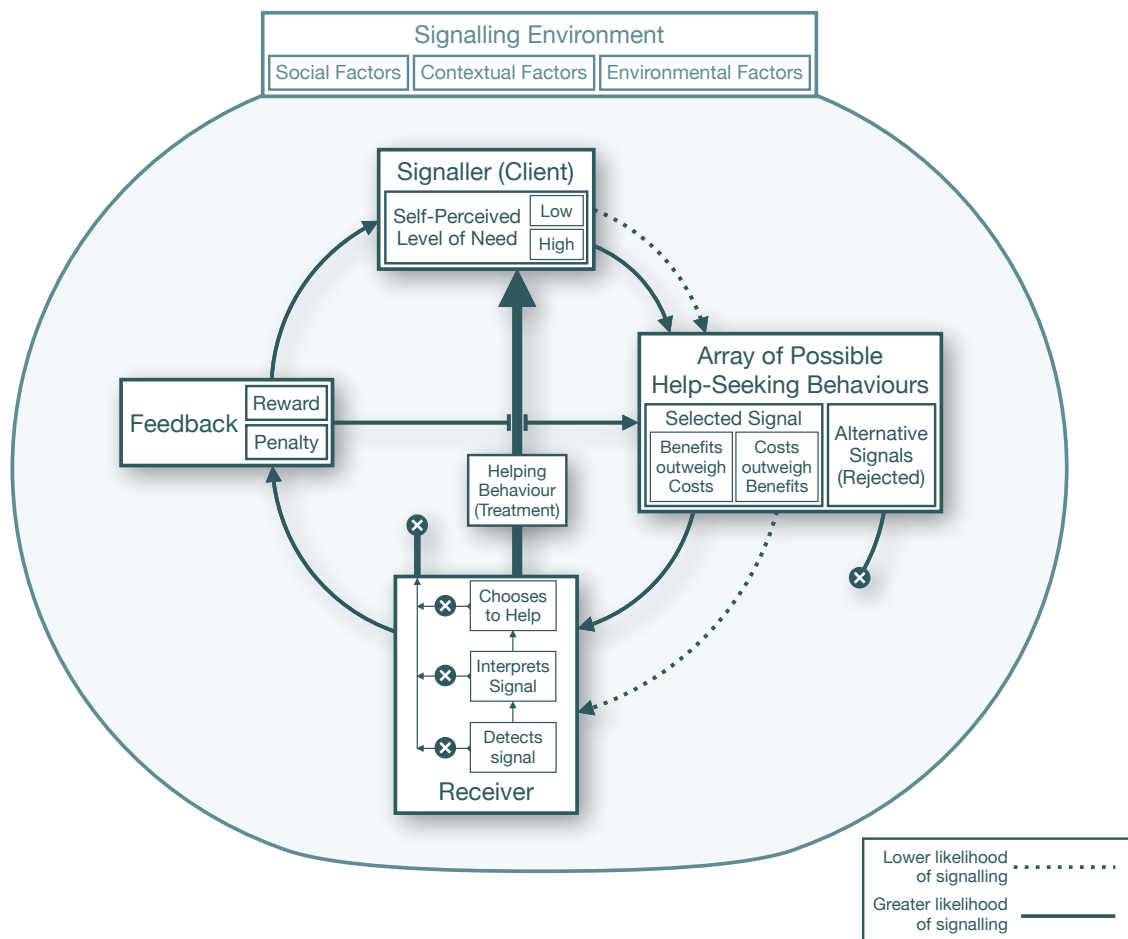 Signalling Environment
Social Factors
Contextual Factors
Environmental Factors
Signaller (Client)
Self-Perceived
Level of Need
Low
High
Array of Possible
Help-Seeking Behaviours
Selected Signal
Benefits
outweigh
Costs
Costs
outweigh
Benefits
Alternative
Signals
(Rejected)
Feedback
Reward
Penalty
Helping
Behaviour
(Treatment)
Chooses
to Help
Interprets
Signal
Detects
signal
Receiver
Lower likelihood
of signalling
Greater likelihood
of signalling